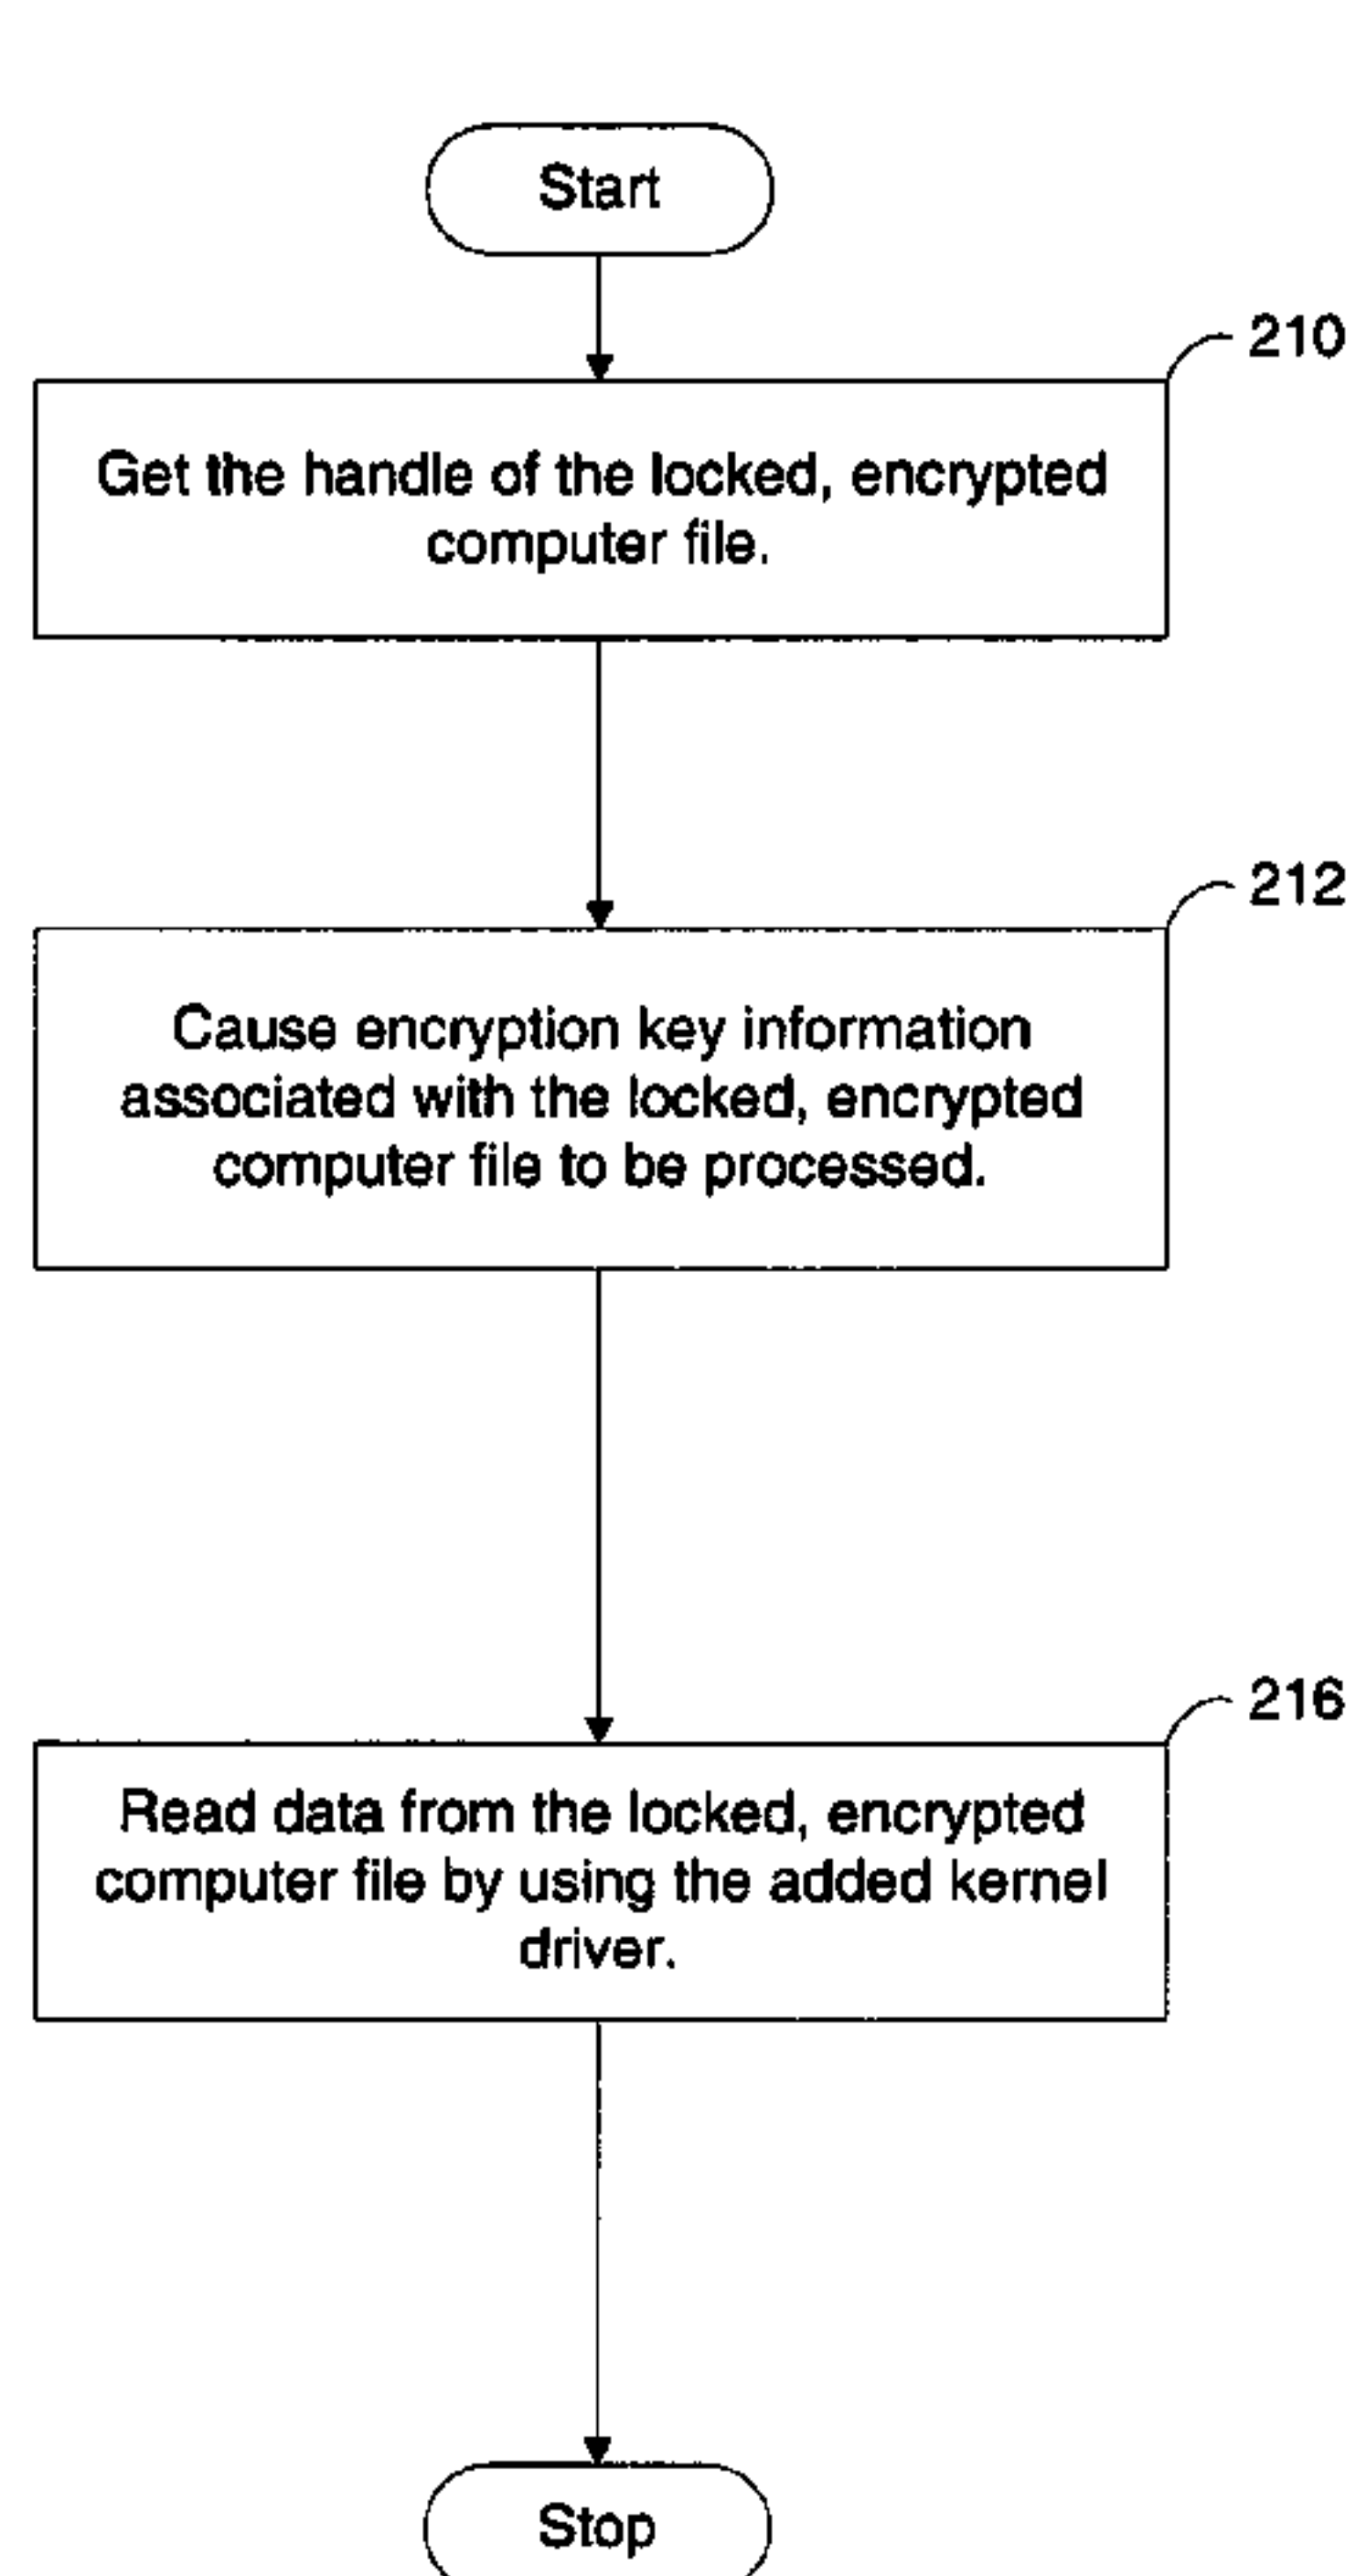 Start
210
Get the handle of the locked, encrypted
computer file.
212
Cause encryption key information
associated with the locked, encrypted
computer file to be processed.
216
Read data from the locked, encrypted
computer file by using the added kernel
driver.
Stop